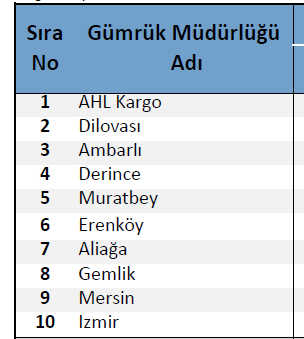 Sıra No Gümrük Müdürlüğü Adı
1 AHL Kargo
2 Dilovası
3 Ambarlı
4 Derince
5 Muratbey
6 Erenköy
7 Aliağa
8 Gemlik
9 Mersin
10 Izmir